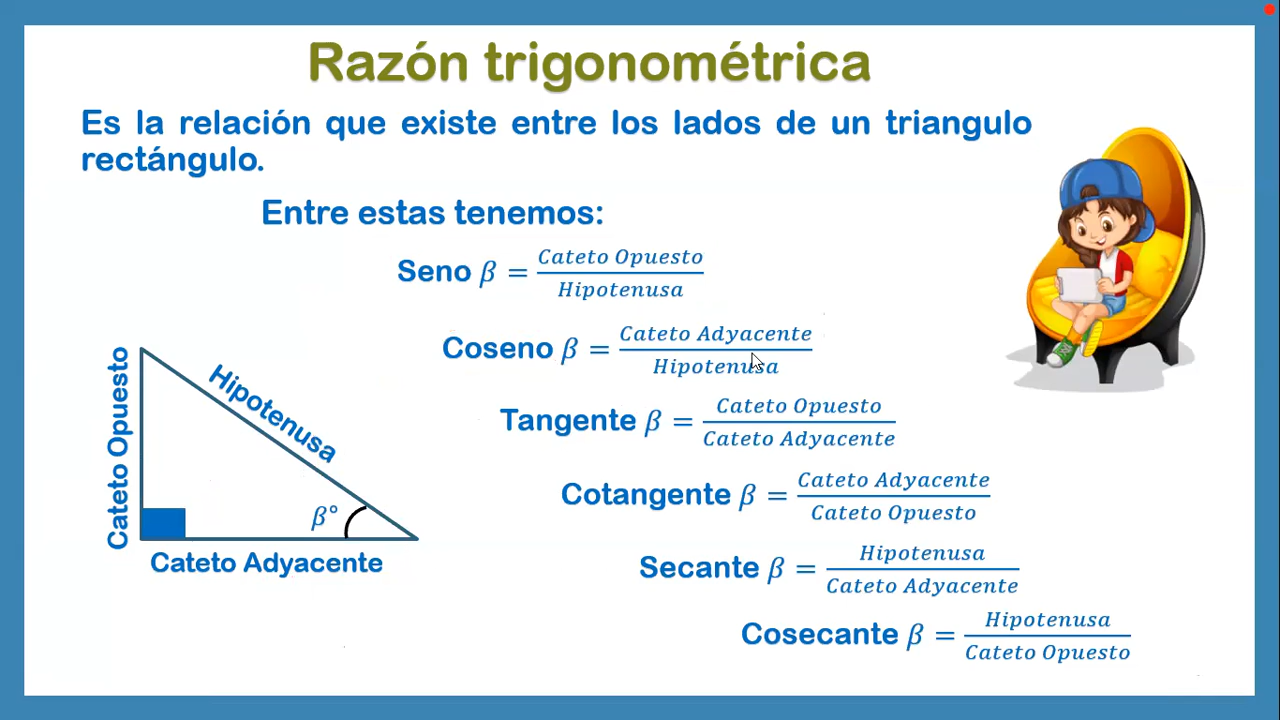 Razón trigonométrica
Es la relación que existe entre los lados de un triangulo
rectángulo.
Entre estas tenemos:
Seno β = Cateto Opuesto / Hipotenusa
Coseno β = Cateto Adyacente / Hipotenusa
Tangente β = Cateto Opuesto / Cateto Adyacente
Cotangente β = Cateto Adyacente / Cateto Opuesto
Secante β = Hipotenusa / Cateto Adyacente
Cosecante β = Hipotenusa / Cateto Opuesto
Cateto Opuesto
Hipotenusa
β°
Cateto Adyacente